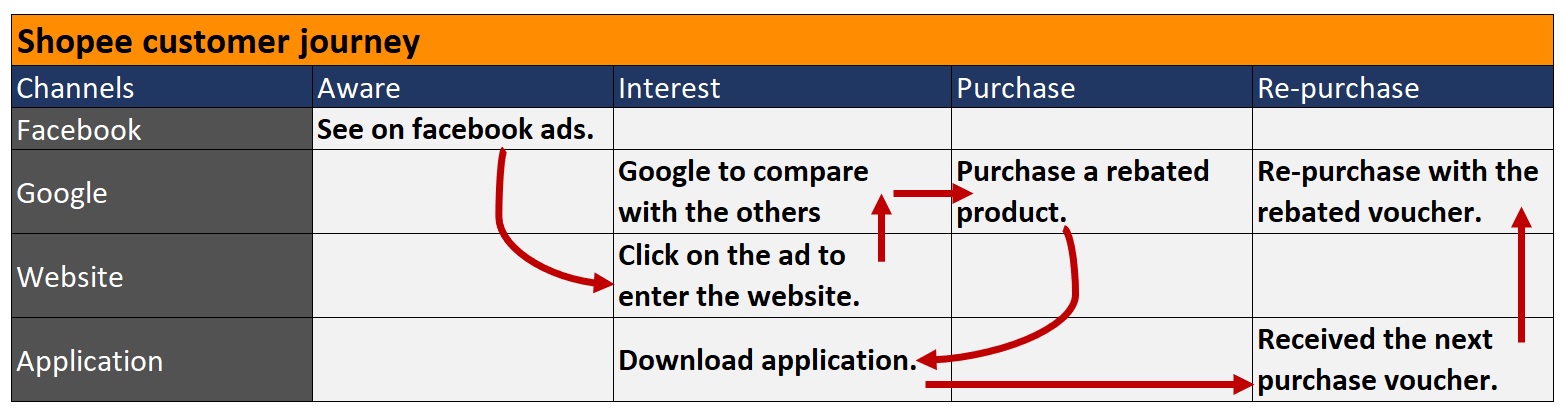 Shopee customer journey
Channels Aware Interest Purchase Re-purchase
Facebook See on facebook ads.
Google
Google to compare
with the others
Purchase a rebated
product.
Re-purchase with the
rebated voucher.
Website
Click on the ad to
enter the website.
Application
Download application.
Received the next
purchase voucher.